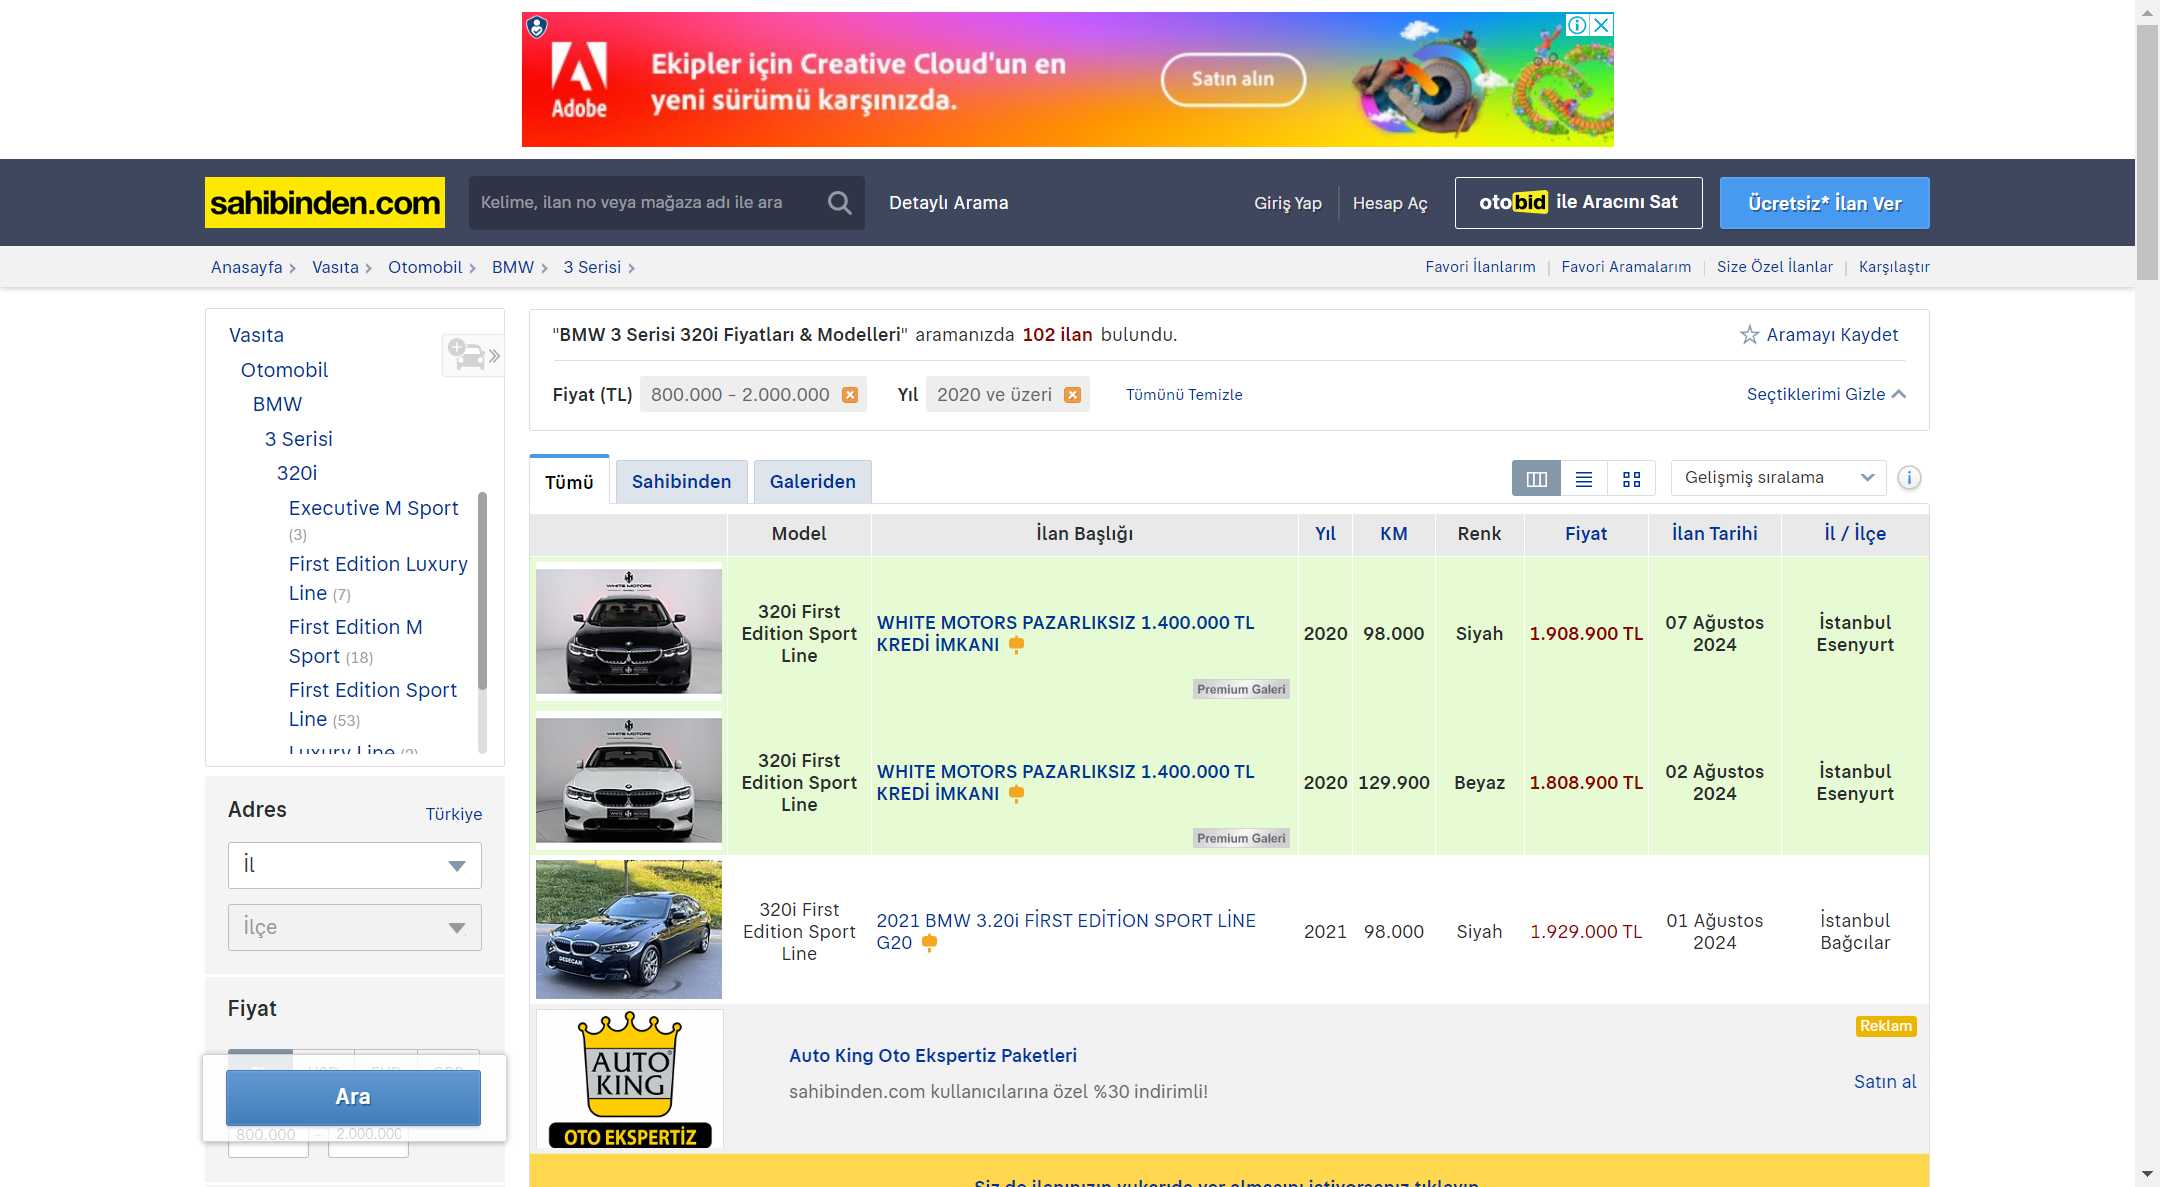 Ekipler için Creative Cloud'un en
yeni sürümü karşınızda.
Adobe
Satın alın
sahibinden.com
Kelime, ilan no veya mağaza adı ile ara
Detaylı Arama
Giriş Yap
Hesap Aç
otobid ile Aracını Sat
Ücretsiz* İlan Ver
Anasayfa
Vasıta
Otomobil
BMW
3 Serisi
Favori İlanlarım
Favori Aramalarım
Size Özel İlanlar
Karşılaştır
Vasıta
Otomobil
BMW
3 Serisi
320i
Executive M Sport
(3)
First Edition Luxury
Line (7)
First Edition M
Sport (18)
First Edition Sport
Line (53)
Luxury Line
Adres
Türkiye
İl
İlçe
Fiyat
Ara
800.000 - 2.000.000
"BMW 3 Serisi 320i Fiyatları & Modelleri" aramanızda 102 ilan bulundu.
Aramayı Kaydet
Fiyat (TL) 800.000 - 2.000.000
Yıl 2020 ve üzeri
Tümünü Temizle
Seçtiklerimi Gizle
Tümü
Sahibinden
Galeriden
Gelişmiş sıralama
Model
İlan Başlığı
Yıl
KM
Renk
Fiyat
İlan Tarihi
İl / İlçe
WHITE MOTORS
320i First
Edition Sport
Line
WHITE MOTORS PAZARLIKSIZ 1.400.000 TL
KREDİ İMKANI
Premium Galeri
2020
98.000
Siyah
1.908.900 TL
07 Ağustos
2024
İstanbul
Esenyurt
WHITE MOTORS
320i First
Edition Sport
Line
WHITE MOTORS PAZARLIKSIZ 1.400.000 TL
KREDİ İMKANI
Premium Galeri
2020
129.900
Beyaz
1.808.900 TL
02 Ağustos
2024
İstanbul
Esenyurt
DEDECAN
320i First
Edition Sport
Line
2021 BMW 3.20i FİRST EDİTİON SPORT LİNE
G20
2021
98.000
Siyah
1.929.000 TL
01 Ağustos
2024
İstanbul
Bağcılar
AUTO
KING
OTO EKSPERTİZ
Auto King Oto Ekspertiz Paketleri
sahibinden.com kullanıcılarına özel %30 indirimli!
Reklam
Satın al
Siz de ilanınızın yukarıda yer almasını istiyorsanız tıklayın